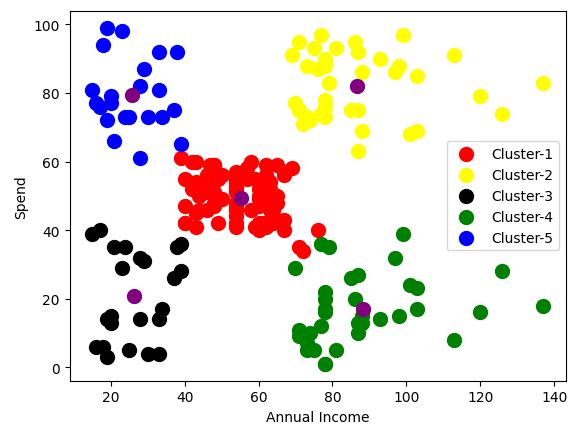 100
80
60
40
20
0
Spend
Cluster-1
Cluster-2
Cluster-3
Cluster-4
Cluster-5
20 40 60 80 100 120 140
Annual Income